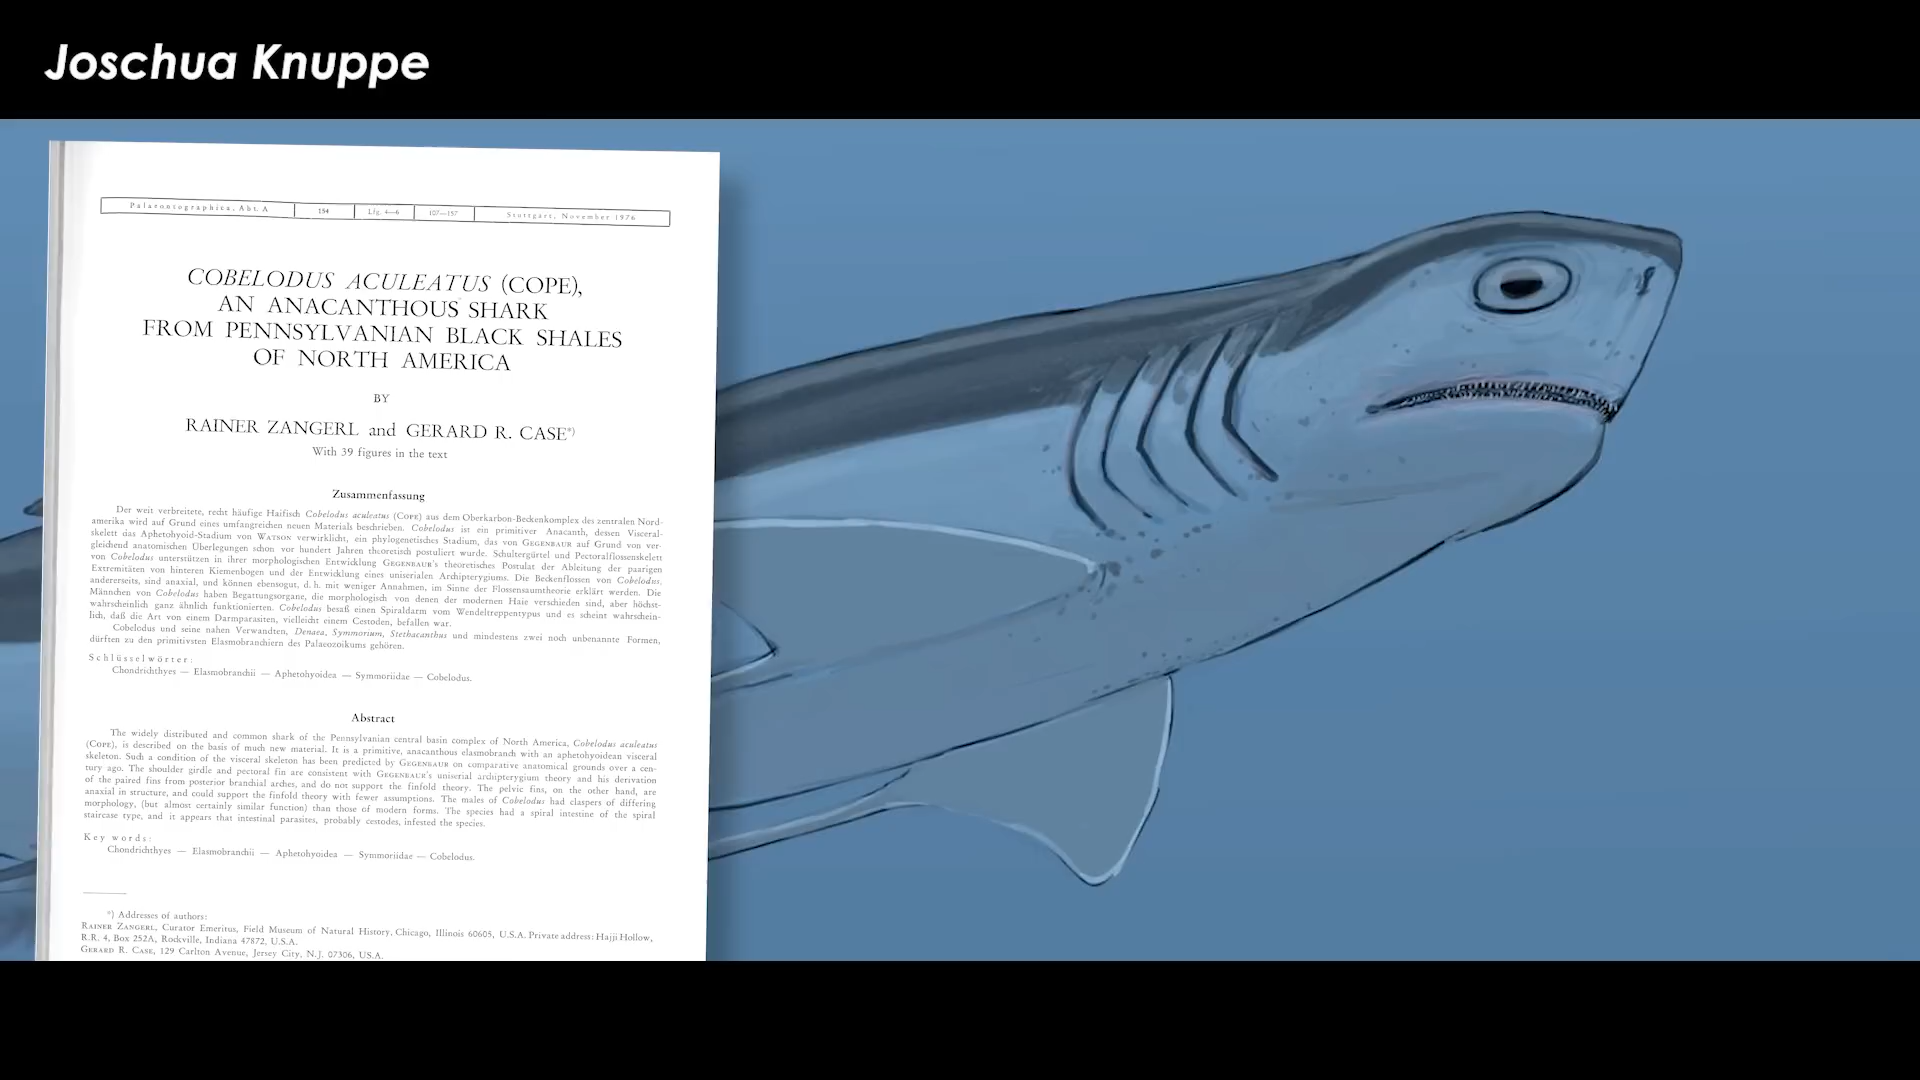 Joschua Knuppe
Palaeontographica, Abt. A 154 Lfg. 4—6 107—157 Stuttgart, November 1976
COBELODUS ACULEATUS (COPE),
AN ANACANTHOUS SHARK
FROM PENNSYLVANIAN BLACK SHALES
OF NORTH AMERICA
BY
RAINER ZANGERL and GERARD R. CASE*)
With 39 figures in the text
Zusammenfassung
Der weit verbreitete, recht häufige Haifisch Cobelodus aculeatus (COPE) aus dem Oberkarbon-Beckenkomplex des zentralen Nord-
amerika wird auf Grund eines umfangreichen neuen Materials beschrieben. Cobelodus ist ein primitiver Anacanth, dessen Visceral-
skelett das Aphetohyoid-Stadium von WATSON verwirklicht, ein phylogenetisches Stadium, das von GEGENBAUR auf Grund von ver-
gleichend anatomischen Überlegungen schon vor hundert Jahren theoretisch postuliert wurde. Schultergürtel und Pectoralflossenskelett
von Cobelodus unterstützen in ihrer morphologischen Entwicklung GEGENBAUR's theoretisches Postulat der Ableitung der paarigen
Extremitäten von hinteren Kiemenbogen und der Entwicklung eines uniserialen Archipterygiums. Die Beckenflossen von Cobelodus,
andererseits, sind anaxial, und können ebensogut, d. h. mit weniger Annahmen, im Sinne der Flossensaumtheorie erklärt werden. Die
Männchen von Cobelodus haben Begattungsorgane, die morphologisch von denen der modernen Haie verschieden sind, aber höchst-
wahrscheinlich ganz ähnlich funktionierten. Cobelodus besaß einen Spiraldarm vom Wendeltreppentypus und es scheint wahrschein-
lich, daß die Art von einem Darmparasiten, vielleicht einem Cestoden, befallen war.
Cobelodus und seine nahen Verwandten, Denaea, Symmorium, Stethacanthus und mindestens zwei noch unbenannte Formen,
dürften zu den primitivsten Elasmobranchiern des Palaeozoikums gehören.
Schlüsselwörter:
Chondrichthyes — Elasmobranchii — Aphetohyoidea — Symmoriidae — Cobelodus.
Abstract
The widely distributed and common shark of the Pennsylvanian central basin complex of North America, Cobelodus aculeatus
(COPE), is described on the basis of much new material. It is a primitive, anacanthous elasmobranch with an aphetohyoidean visceral
skeleton. Such a condition of the visceral skeleton has been predicted by GEGENBAUR on comparative anatomical grounds over a cen-
tury ago. The shoulder girdle and pectoral fin are consistent with GEGENBAUR's uniserial archipterygium theory and his derivation
of the paired fins from posterior branchial arches, and do not support the finfold theory. The pelvic fins, on the other hand, are
anaxial in structure, and could support the finfold theory with fewer assumptions. The males of Cobelodus had claspers of differing
morphology, (but almost certainly similar function) than those of modern forms. The species had a spiral intestine of the spiral
staircase type, and it appears that intestinal parasites, probably cestodes, infested the species.
Key words:
Chondrichthyes — Elasmobranchii — Aphetohyoidea — Symmoriidae — Cobelodus.
*) Addresses of authors:
RAINER ZANGERL, Curator Emeritus, Field Museum of Natural History, Chicago, Illinois 60605, U.S.A. Private address: Hajji Hollow,
R.R. 4, Box 252A, Rockville, Indiana 47872, U.S.A.
GERARD R. CASE, 129 Carlton Avenue, Jersey City, N.J. 07306, USA.